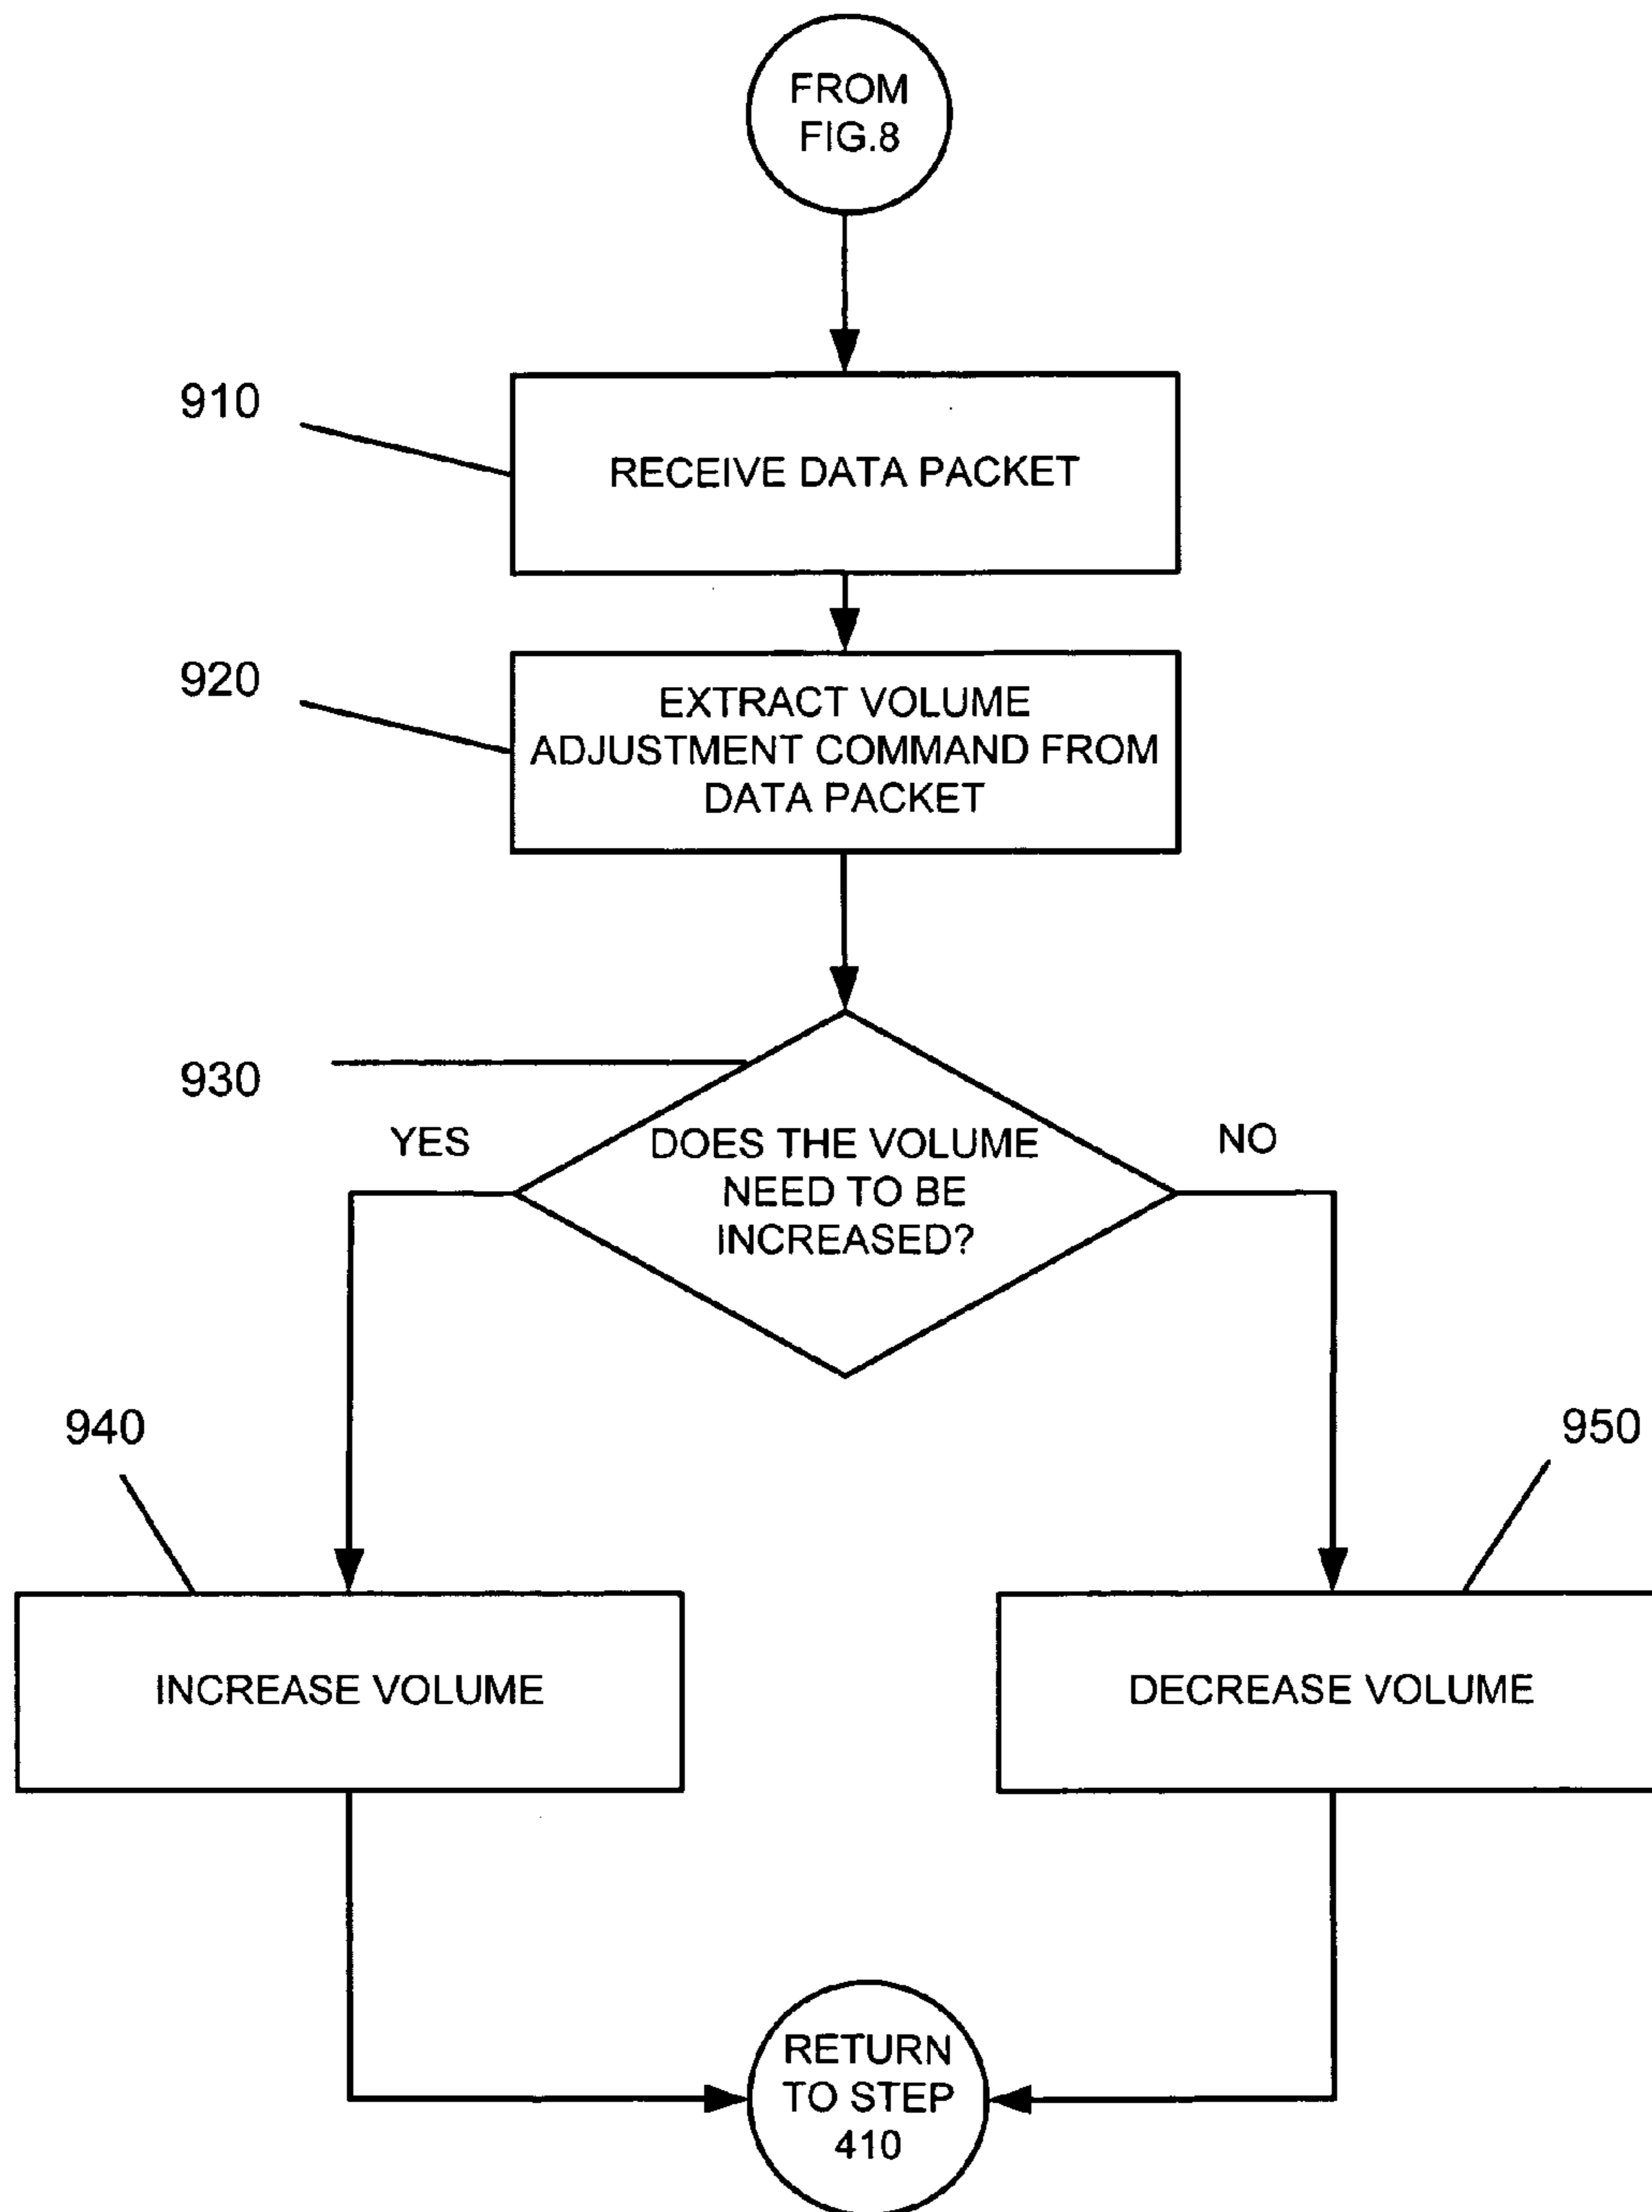 FROM
FIG.8
910
RECEIVE DATA PACKET
920
EXTRACT VOLUME
ADJUSTMENT COMMAND FROM
DATA PACKET
930
YES
DOES THE VOLUME
NEED TO BE
INCREASED?
NO
940
950
INCREASE VOLUME
DECREASE VOLUME
RETURN
TO STEP
410